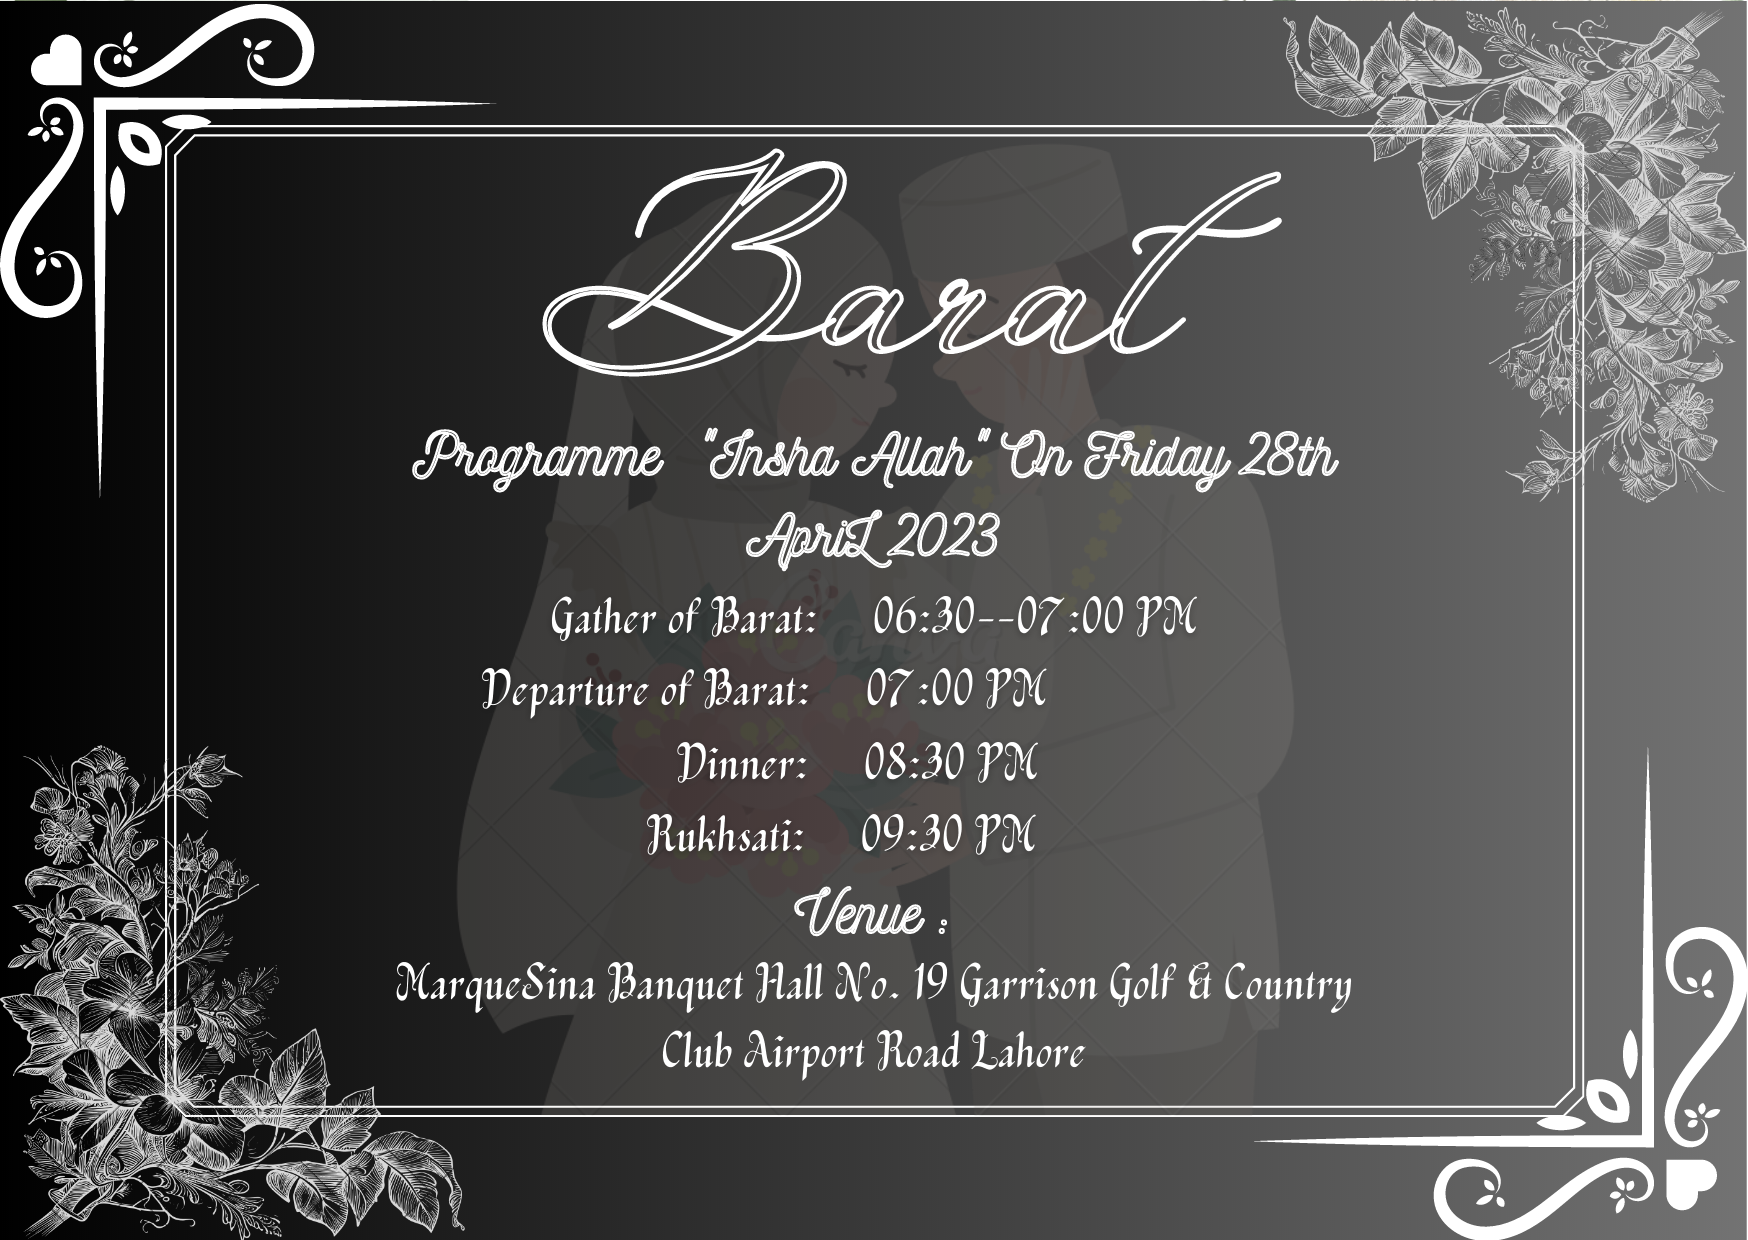 Barat
Programme "Insha Allah" On Friday 28th
ApriL 2023
Gather of Barat: 06:30--07:00 PM
Departure of Barat: 07:00 PM
Dinner: 08:30 PM
Rukhsati: 09:30 PM
Venue :
MarqueSina Banquet Hall No. 19 Garrison Golf & Country
Club Airport Road Lahore
Canva